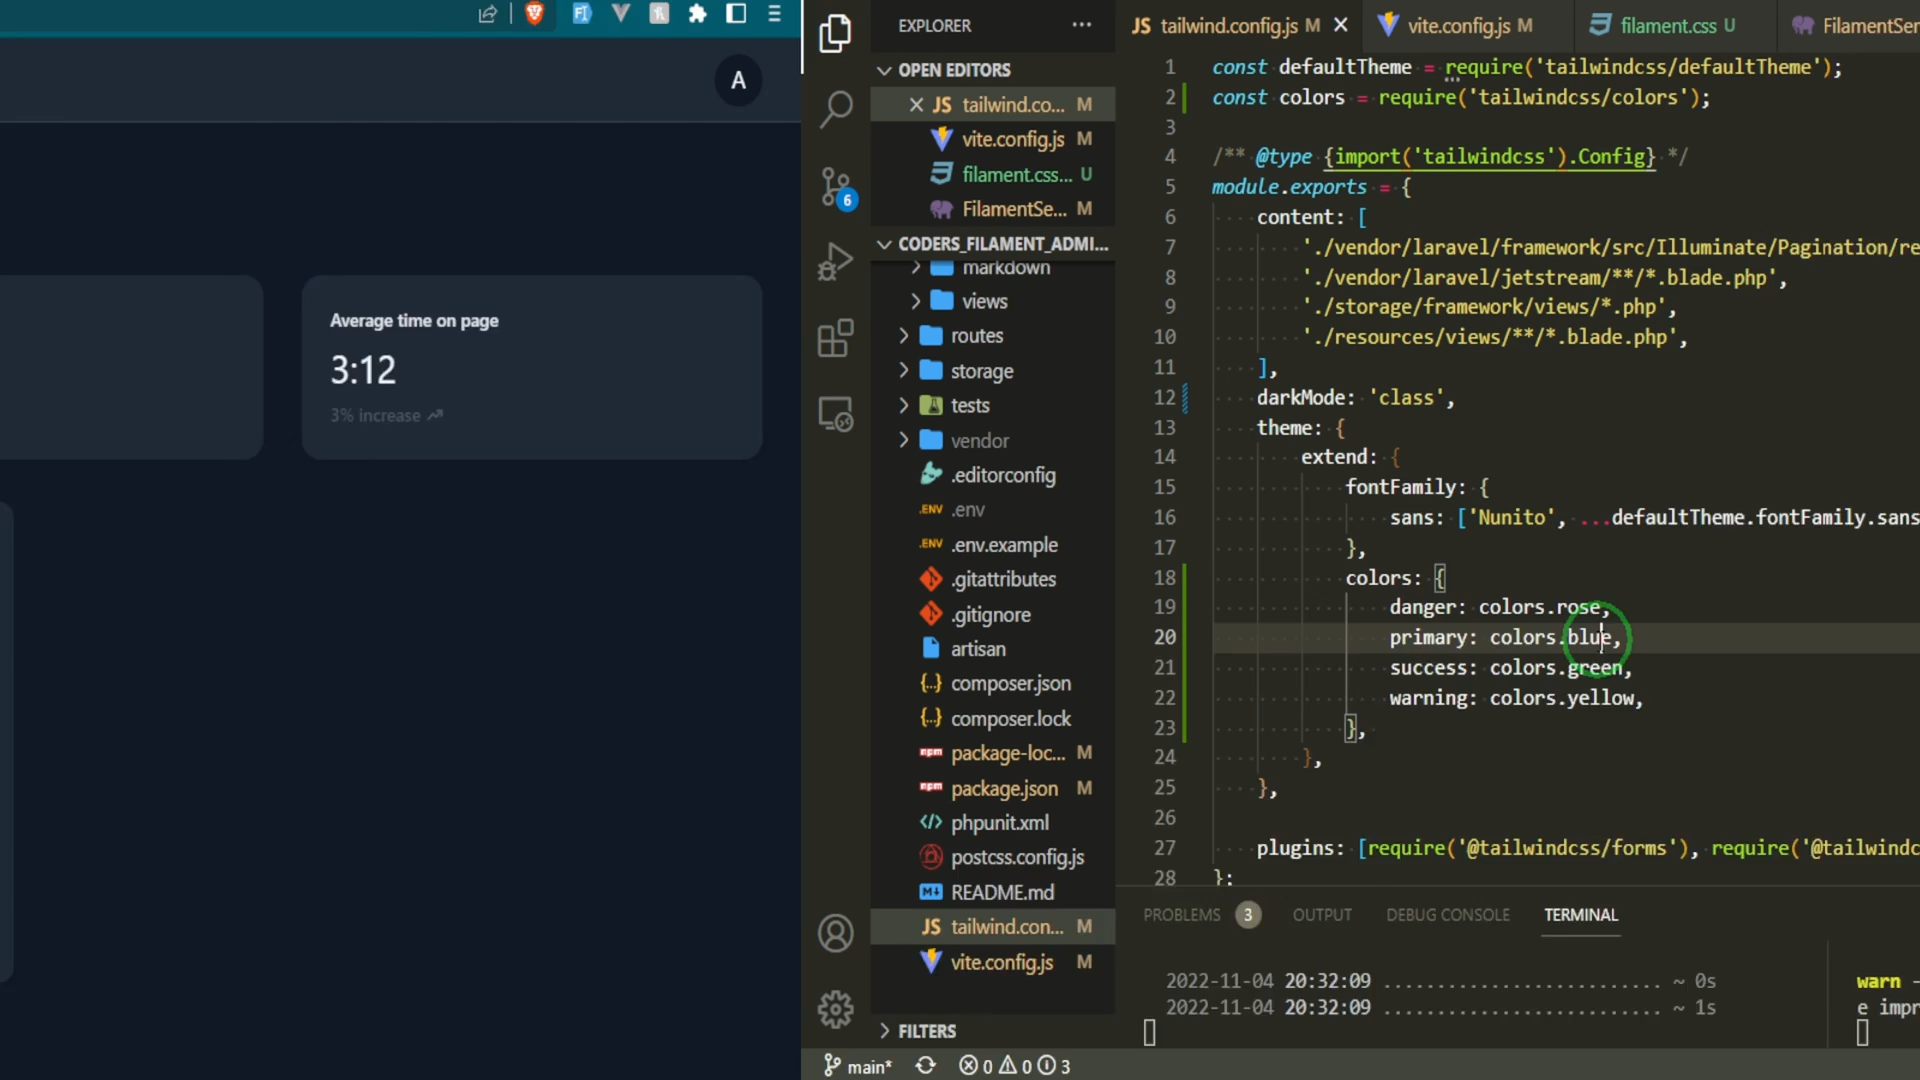 A
Average time on page
3:12
3% increase
EXPLORER
OPEN EDITORS
JS tailwind.co... M
vite.config.js M
filament.css... U
FilamentSe... M
CODERS_FILAMENT_ADMI...
markdown
views
routes
storage
tests
vendor
.editorconfig
.ENV .env
.ENV .env.example
.gitattributes
.gitignore
artisan
{..} composer.json
{..} composer.lock
npm package-loc... M
npm package.json M
phpunit.xml
postcss.config.js
README.md
JS tailwind.con... M
vite.config.js M
FILTERS
6
JS tailwind.config.js M
vite.config.js M
filament.css U
FilamentSer
1 const defaultTheme = require('tailwindcss/defaultTheme');
2 const colors = require('tailwindcss/colors');
3
4 /** @type {import('tailwindcss').Config} */
5 module.exports = {
6 content: [
7 './vendor/laravel/framework/src/Illuminate/Pagination/re
8 './vendor/laravel/jetstream/**/*.blade.php',
9 './storage/framework/views/*.php',
10 './resources/views/**/*.blade.php',
11 ],
12 darkMode: 'class',
13 theme: {
14 extend: {
15 fontFamily: {
16 sans: ['Nunito', ...defaultTheme.fontFamily.sans
17 },
18 colors: {
19 danger: colors.rose,
20 primary: colors.blue,
21 success: colors.green,
22 warning: colors.yellow,
23 },
24 },
25 },
26
27 plugins: [require('@tailwindcss/forms'), require('@tailwindc
28 };
PROBLEMS 3 OUTPUT DEBUG CONSOLE TERMINAL
2022-11-04 20:32:09 ......................... ~ 0s
2022-11-04 20:32:09 ......................... ~ 1s
warn -
e impr
main* 0 0 3